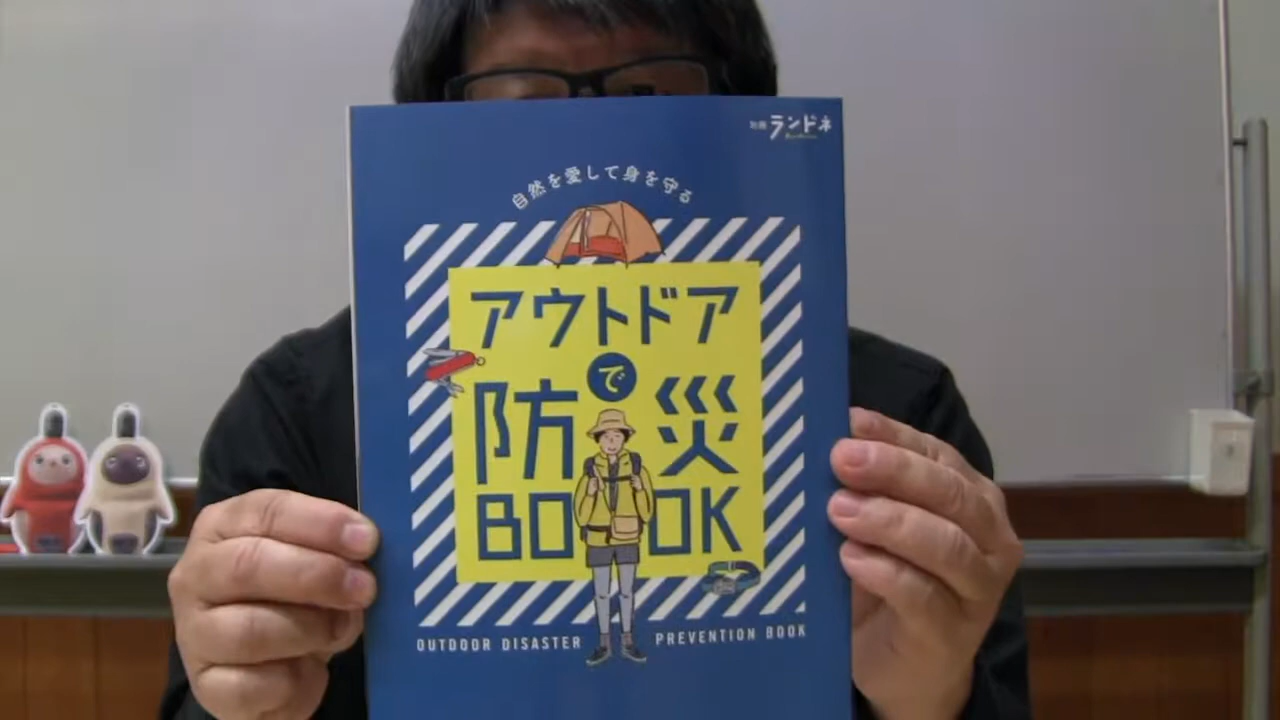 別冊 ランドネ
自然を愛して身を守る
アウトドア
で
防災
BOOK
OUTDOOR DISASTER PREVENTION BOOK